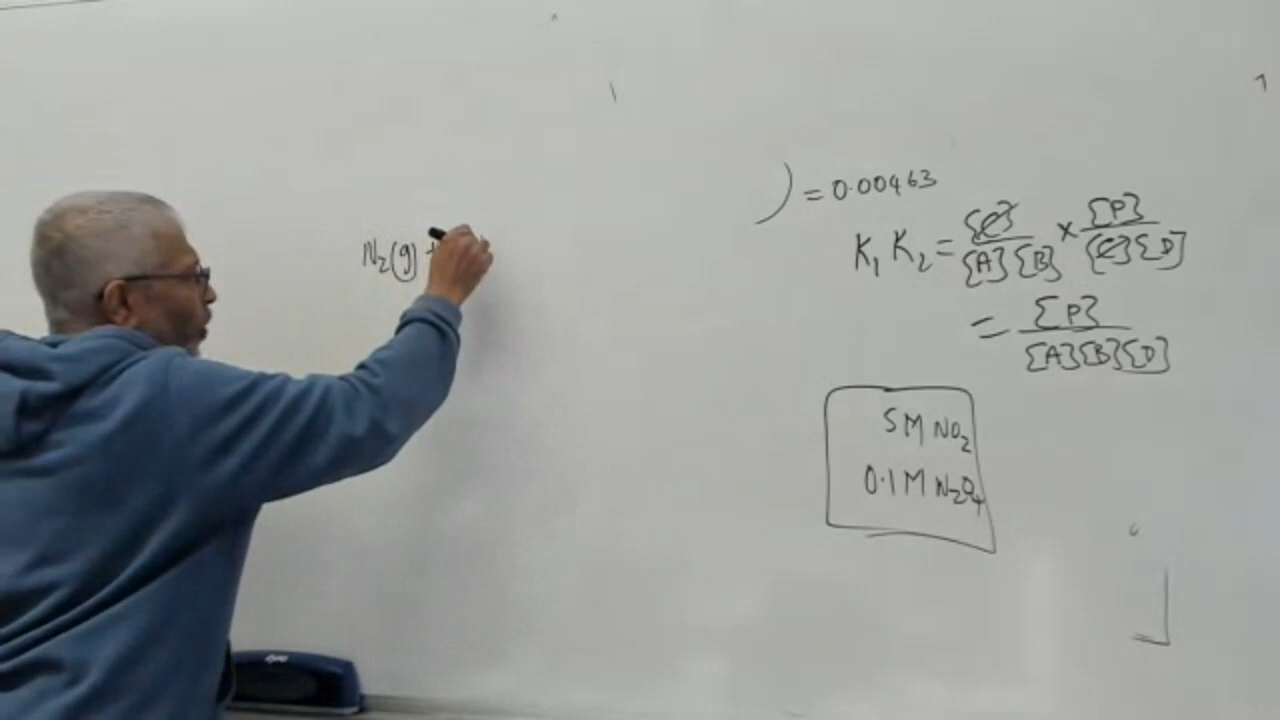 N₂(g) +
) = 0.00463
K₁ K₂ = [C]/[A][B] × [P]/[C][D]
= [P]/[A][B][D]
5 M NO₂
0.1 M N₂O₄